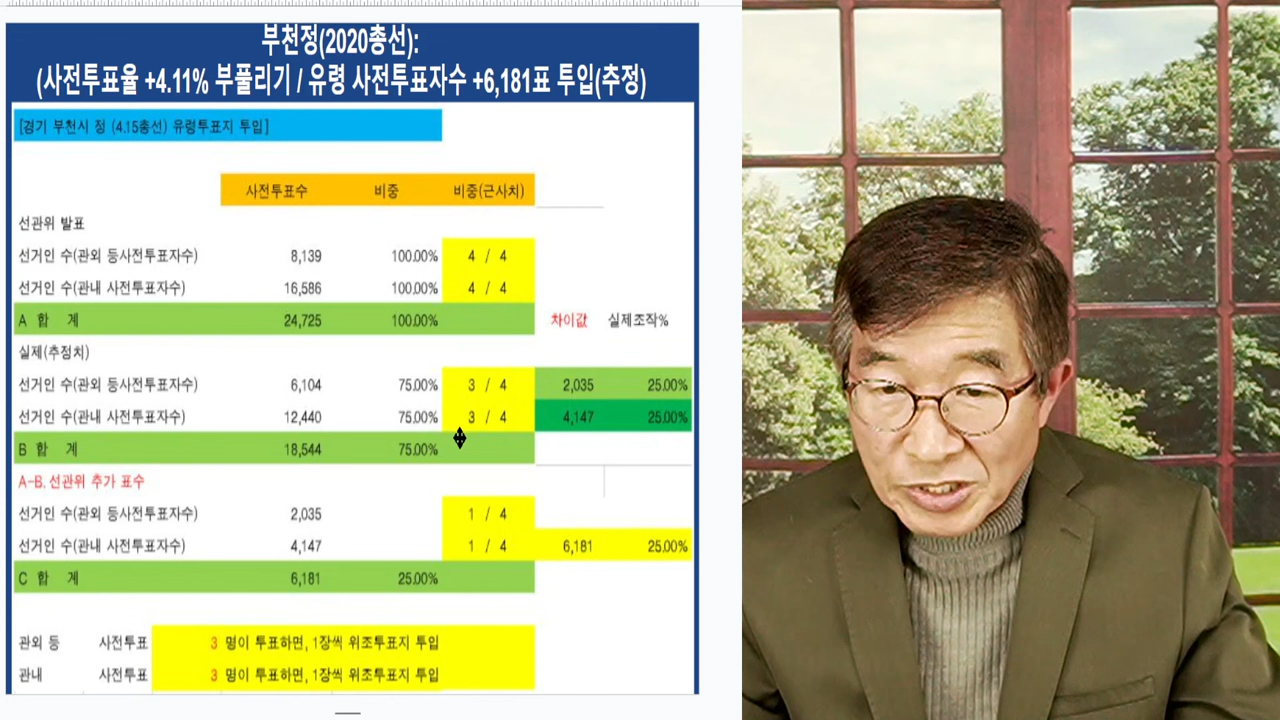 부천정(2020총선):
(사전투표율 +4.11% 부풀리기 / 유령 사전투표자수 +6,181표 투입(추정)
[경기 부천시 정 (4.15총선) 유령투표지 투입]
사전투표수 비중 비중(근사치)
선관위 발표
선거인 수(관외 등사전투표자수) 8,139 100.00% 4 / 4
선거인 수(관내 사전투표자수) 16,586 100.00% 4 / 4
A 합 계 24,725 100.00% 차이값 실제조작%
실제(추정치)
선거인 수(관외 등사전투표자수) 6,104 75.00% 3 / 4 2,035 25.00%
선거인 수(관내 사전투표자수) 12,440 75.00% 3 / 4 4,147 25.00%
B 합 계 18,544 75.00%
A-B. 선관위 추가 표수
선거인 수(관외 등사전투표자수) 2,035 1 / 4
선거인 수(관내 사전투표자수) 4,147 1 / 4 6,181 25.00%
C 합 계 6,181 25.00%
관외 등 사전투표 3 명이 투표하면, 1장씩 위조투표지 투입
관내 사전투표 3 명이 투표하면, 1장씩 위조투표지 투입